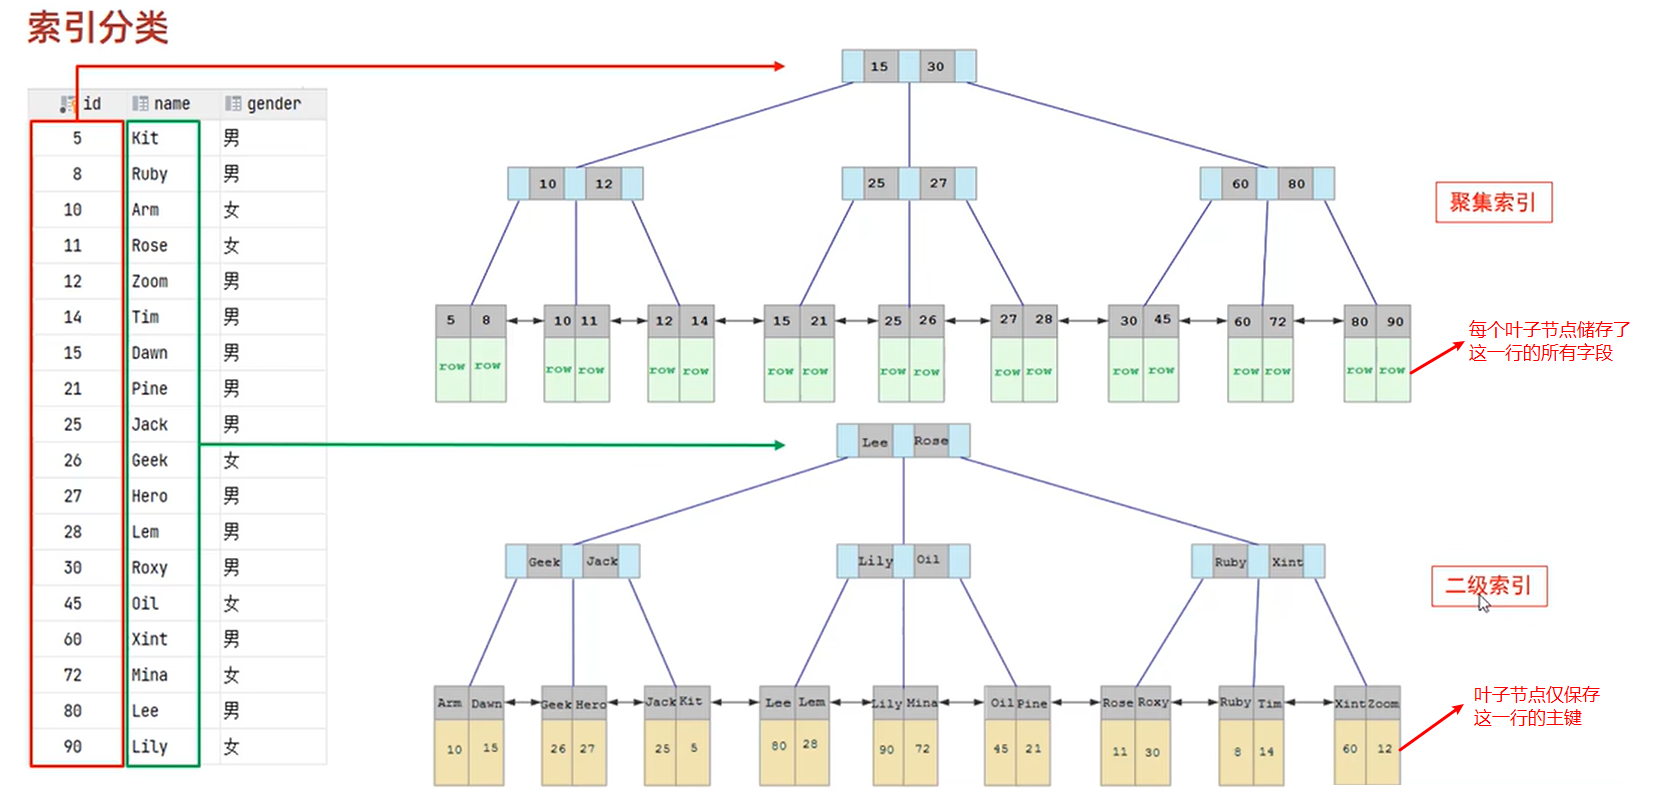 索引分类
id name gender
5 Kit 男
8 Ruby 男
10 Arm 女
11 Rose 女
12 Zoom 男
14 Tim 男
15 Dawn 男
21 Pine 男
25 Jack 男
26 Geek 女
27 Hero 男
28 Lem 男
30 Roxy 男
45 Oil 女
60 Xint 男
72 Mina 女
80 Lee 男
90 Lily 女
15 30
10 12 25 27 60 80
聚集索引
5 8 10 11 12 14 15 21 25 26 27 28 30 45 60 72 80 90
row row row row row row row row row row row row row row row row row row
每个叶子节点储存了
这一行的所有字段
Lee Rose
Geek Jack Lily Oil Ruby Xint
二级索引
Arm Dawn Geek Hero Jack Kit Lee Lem Lily Mina Oil Pine Rose Roxy Ruby Tim Xint Zoom
10 15 26 27 25 5 80 28 90 72 45 21 11 30 8 14 60 12
叶子节点仅保存
这一行的主键